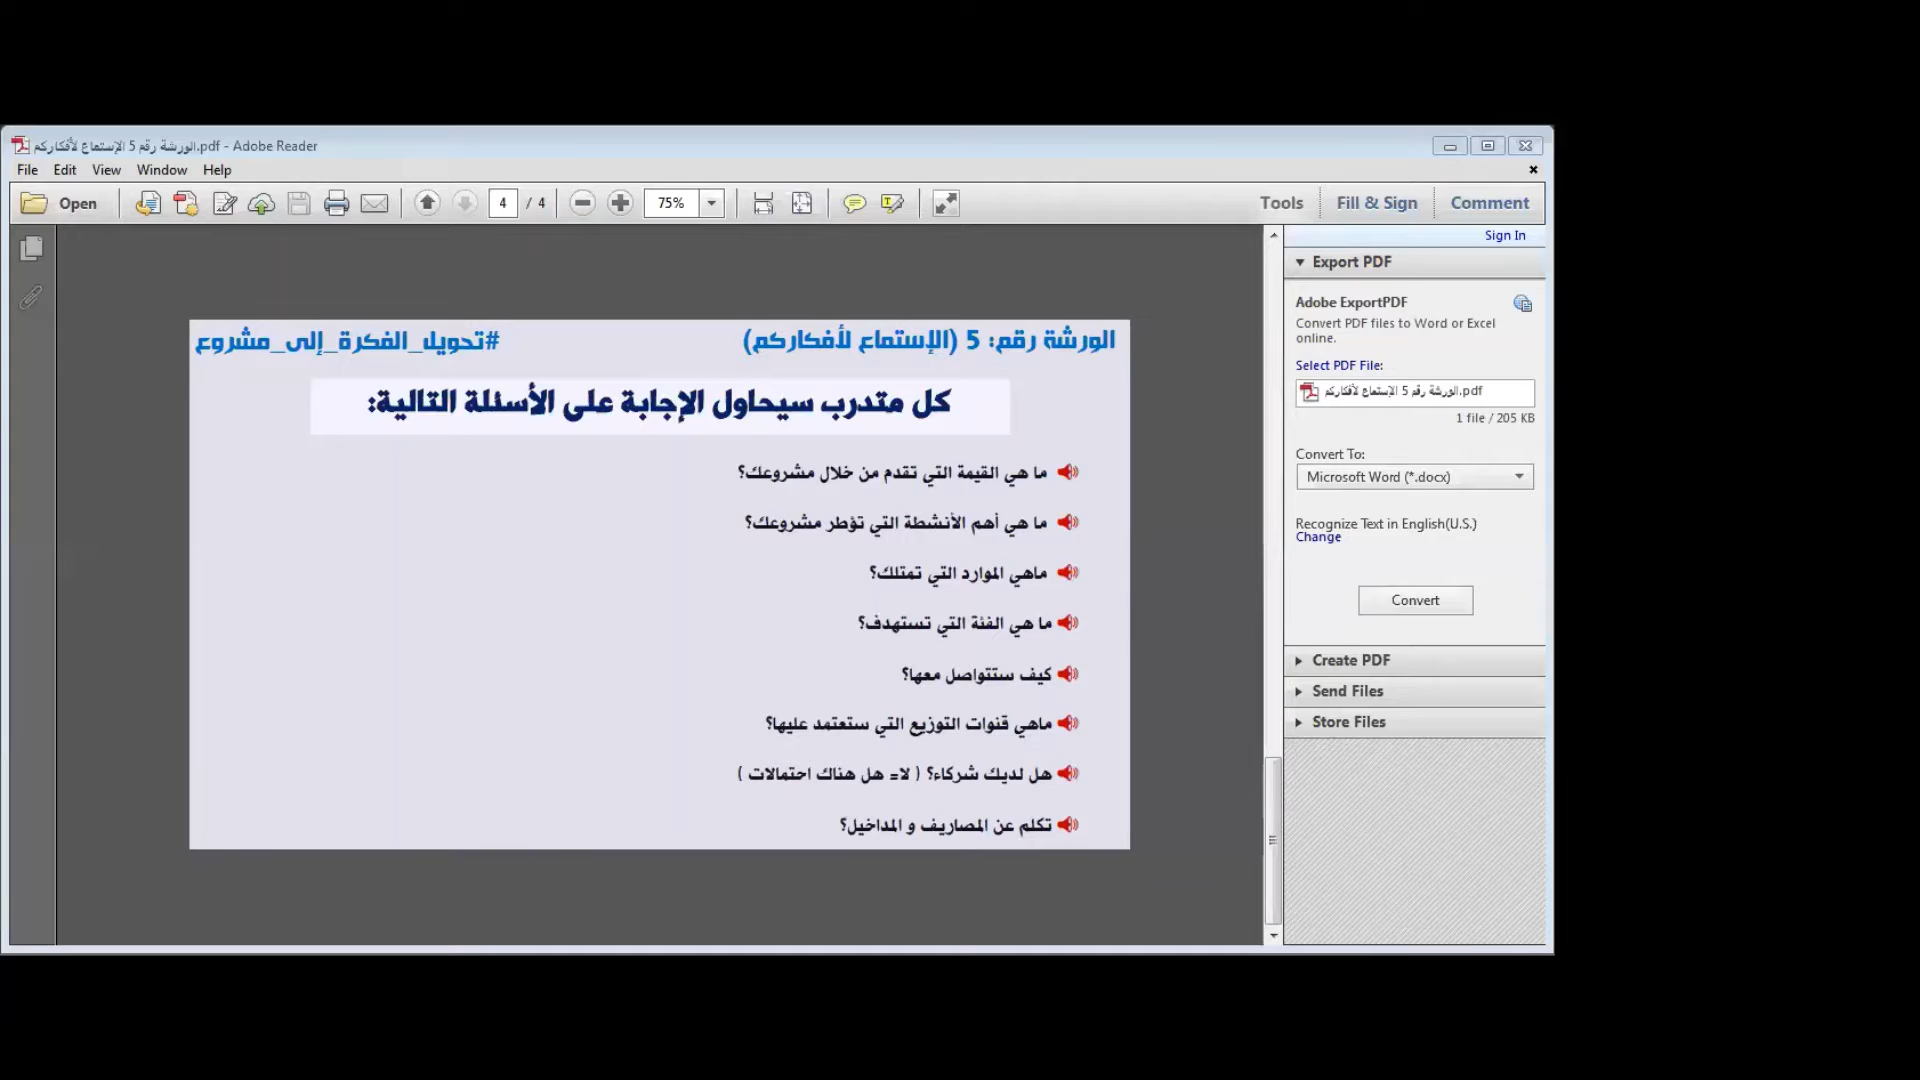 الورشة رقم 5 الإستماع لأفكاركم.pdf - Adobe Reader
File Edit View Window Help
Open 4 / 4 75% Tools Fill & Sign Comment
Sign In
Export PDF
Adobe ExportPDF
Convert PDF files to Word or Excel
online.
Select PDF File:
الورشة رقم 5 الإستماع لأفكاركم.pdf
1 file / 205 KB
Convert To:
Microsoft Word (*.docx)
Recognize Text in English(U.S.)
Change
Convert
Create PDF
Send Files
Store Files
الورشة رقم: 5 (الإستماع لأفكاركم)
#تحويل_الفكرة_إلى_مشروع
كل متدرب سيحاول الإجابة على الأسئلة التالية:
ما هي القيمة التي تقدم من خلال مشروعك؟
ما هي أهم الأنشطة التي تؤطر مشروعك؟
ماهي الموارد التي تمتلك؟
ما هي الفئة التي تستهدف؟
كيف ستتواصل معها؟
ماهي قنوات التوزيع التي ستعتمد عليها؟
هل لديك شركاء؟ ( لا= هل هناك احتمالات )
تكلم عن المصاريف و المداخيل؟